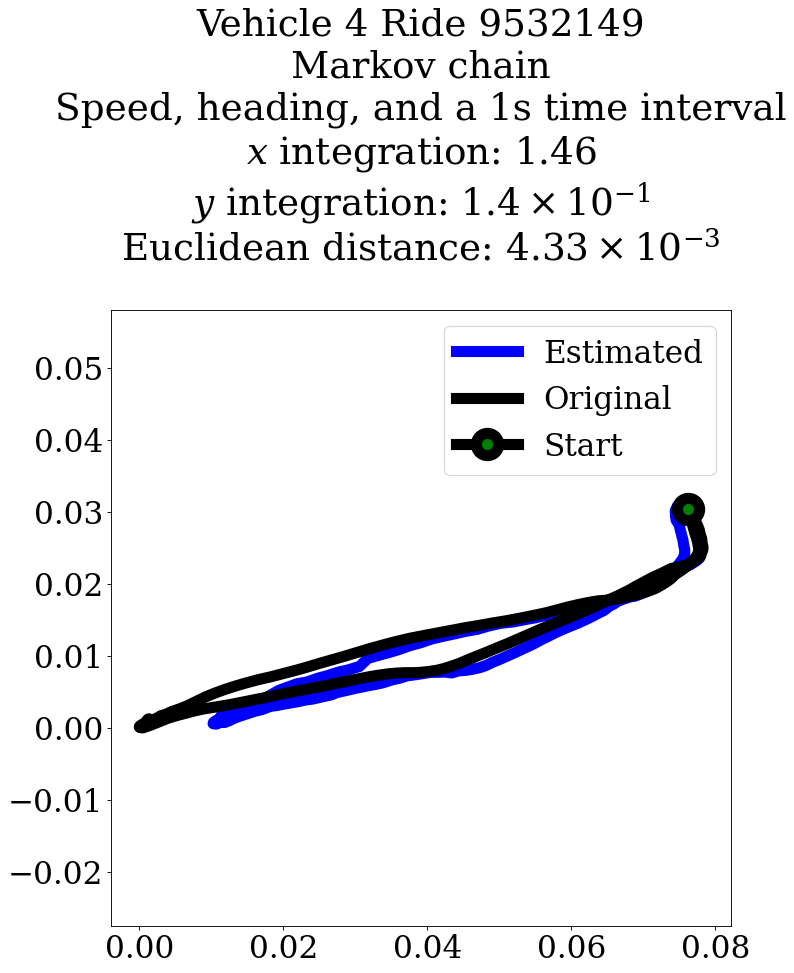 Vehicle 4 Ride 9532149
Markov chain
Speed, heading, and a 1s time interval
x integration: 1.46
y integration: 1.4 × 10⁻¹
Euclidean distance: 4.33 × 10⁻³
Estimated
Original
Start
0.05
0.04
0.03
0.02
0.01
0.00
−0.01
−0.02
0.00 0.02 0.04 0.06 0.08